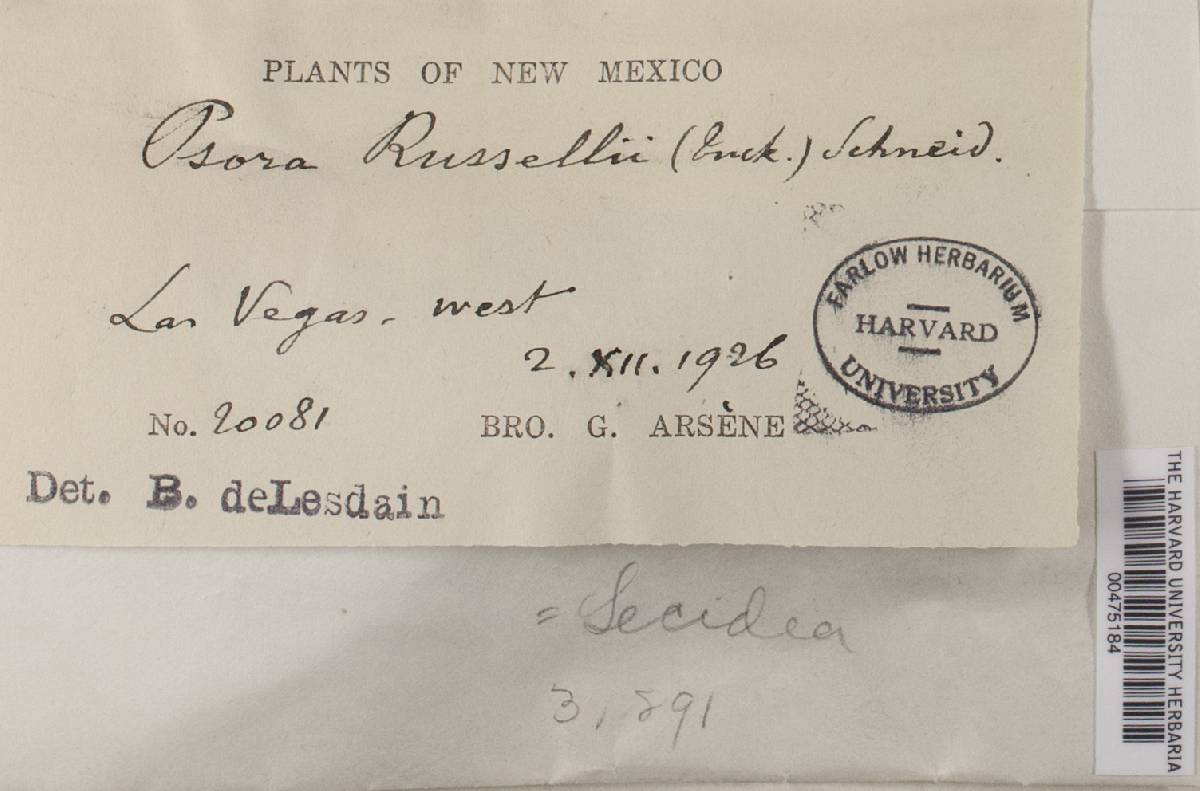 PLANTS OF NEW MEXICO
Psora Russellii (Tuck.) Schneid.
Las Vegas - west
2. XII. 1926
FARLOW HERBARIUM
HARVARD
UNIVERSITY
No. 20081 BRO. G. ARSÈNE
Det. B. deLesdain
= Lecidea
3,891
THE HARVARD UNIVERSITY HERBARIA
00475184